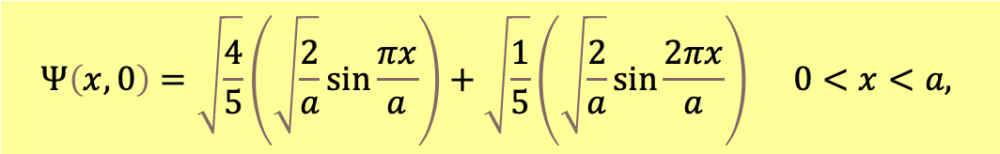 Ψ(x, 0) = √(4/5) (√(2/a) sin πx/a) + √(1/5) (√(2/a) sin 2πx/a)    0 < x < a,